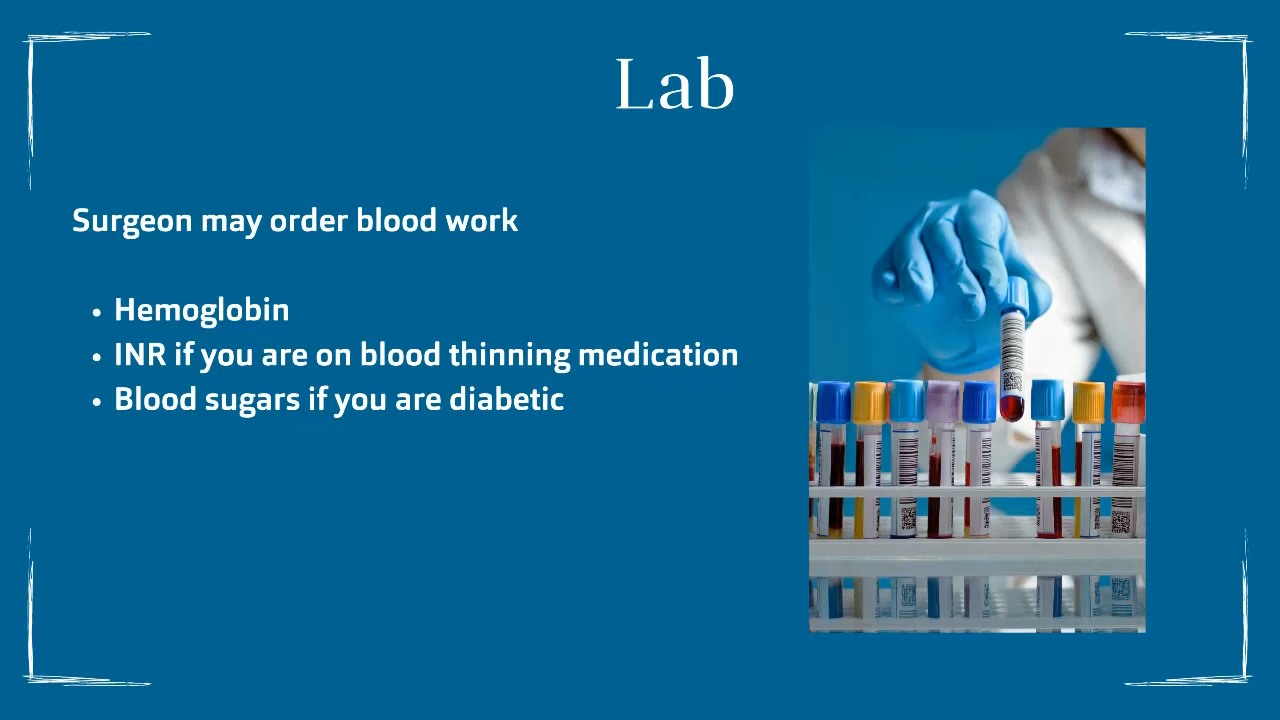 Lab
Surgeon may order blood work
• Hemoglobin
• INR if you are on blood thinning medication
• Blood sugars if you are diabetic